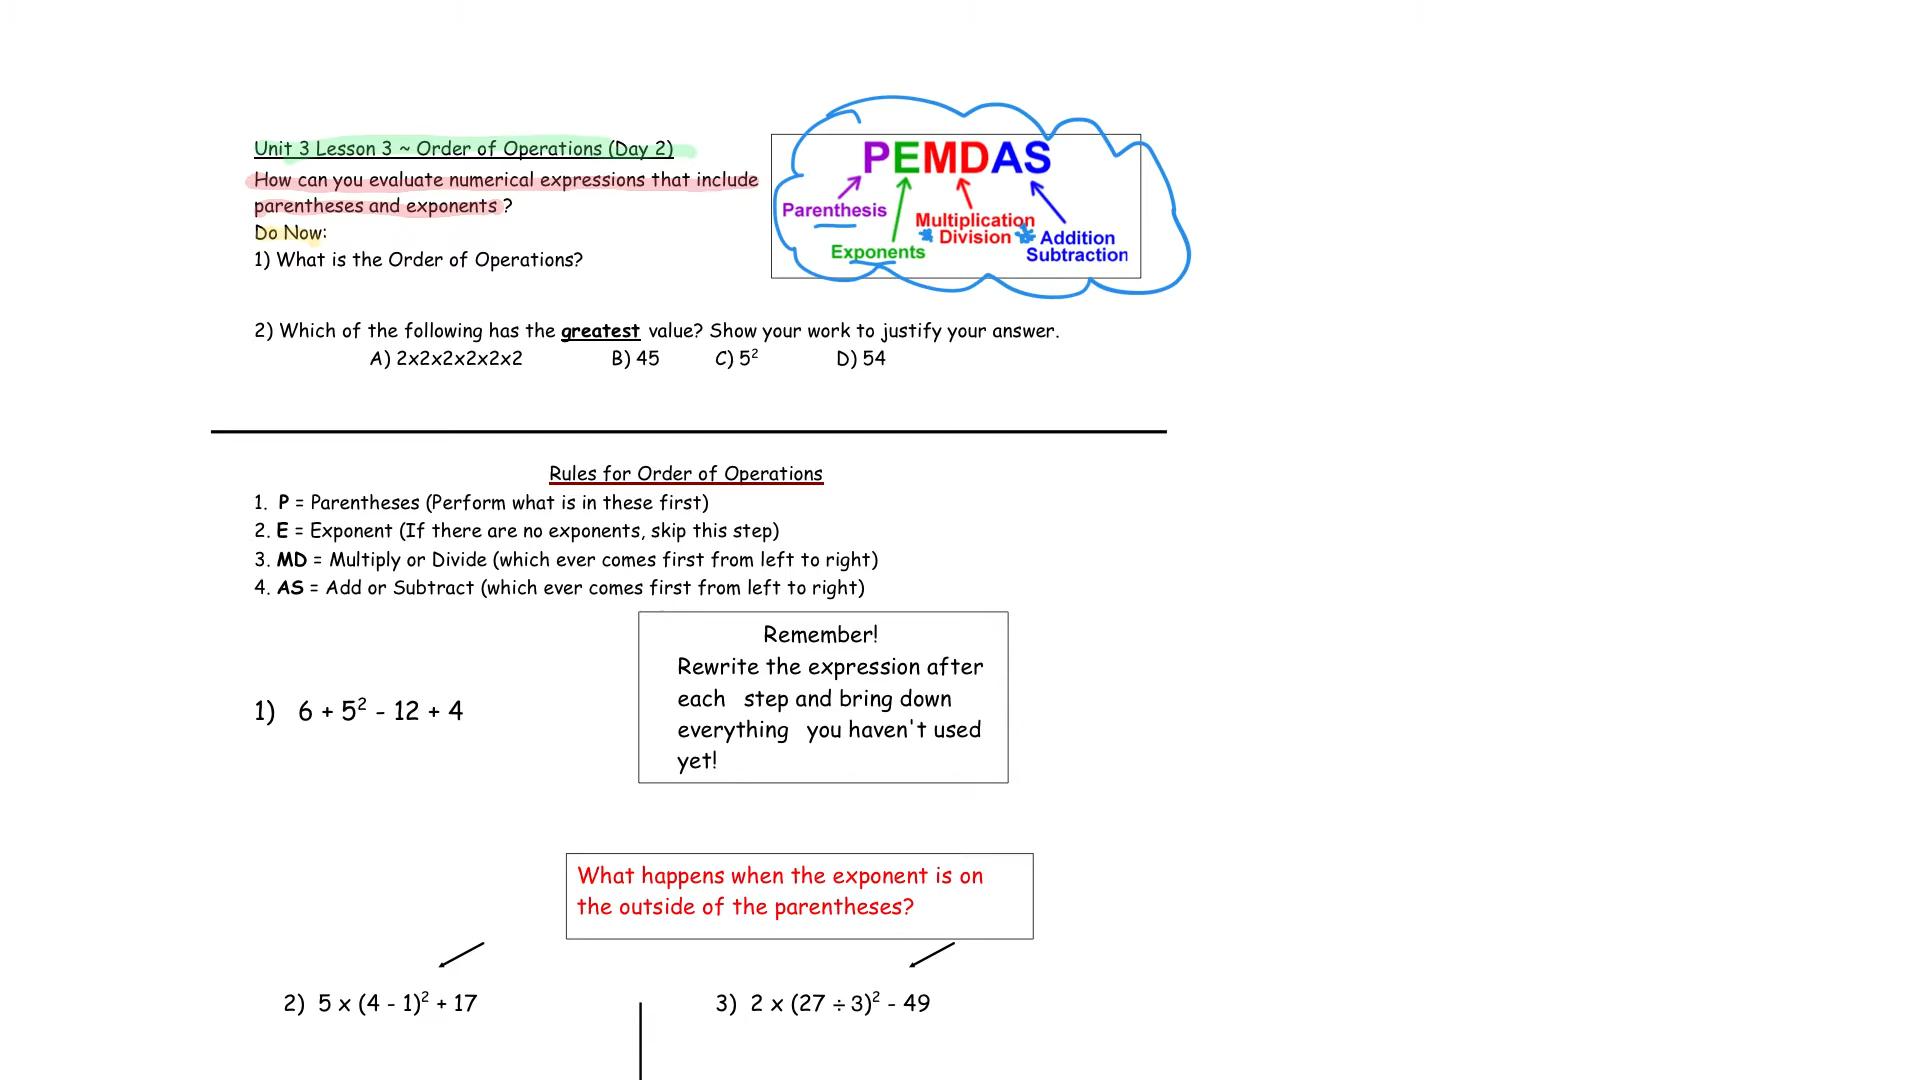 Unit 3 Lesson 3 ~ Order of Operations (Day 2)
How can you evaluate numerical expressions that include
parentheses and exponents ?
Do Now:
1) What is the Order of Operations?
PEMDAS
Parenthesis
Exponents
Multiplication
Division
Addition
Subtraction
2) Which of the following has the greatest value? Show your work to justify your answer.
A) 2x2x2x2x2x2 B) 45 C) 5² D) 54
Rules for Order of Operations
1. P = Parentheses (Perform what is in these first)
2. E = Exponent (If there are no exponents, skip this step)
3. MD = Multiply or Divide (which ever comes first from left to right)
4. AS = Add or Subtract (which ever comes first from left to right)
Remember!
Rewrite the expression after
each step and bring down
everything you haven't used
yet!
1) 6 + 5² - 12 + 4
What happens when the exponent is on
the outside of the parentheses?
2) 5 x (4 - 1)² + 17
3) 2 x (27 ÷ 3)² - 49